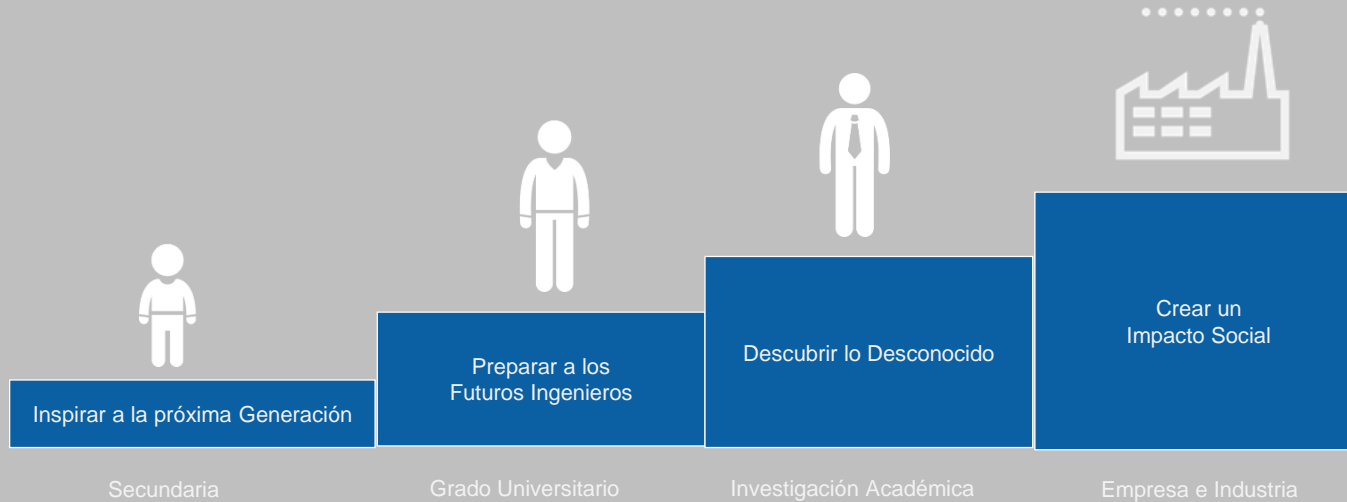 Inspirar a la próxima Generación
Preparar a los
Futuros Ingenieros
Descubrir lo Desconocido
Crear un
Impacto Social
Secundaria
Grado Universitario
Investigación Académica
Empresa e Industria